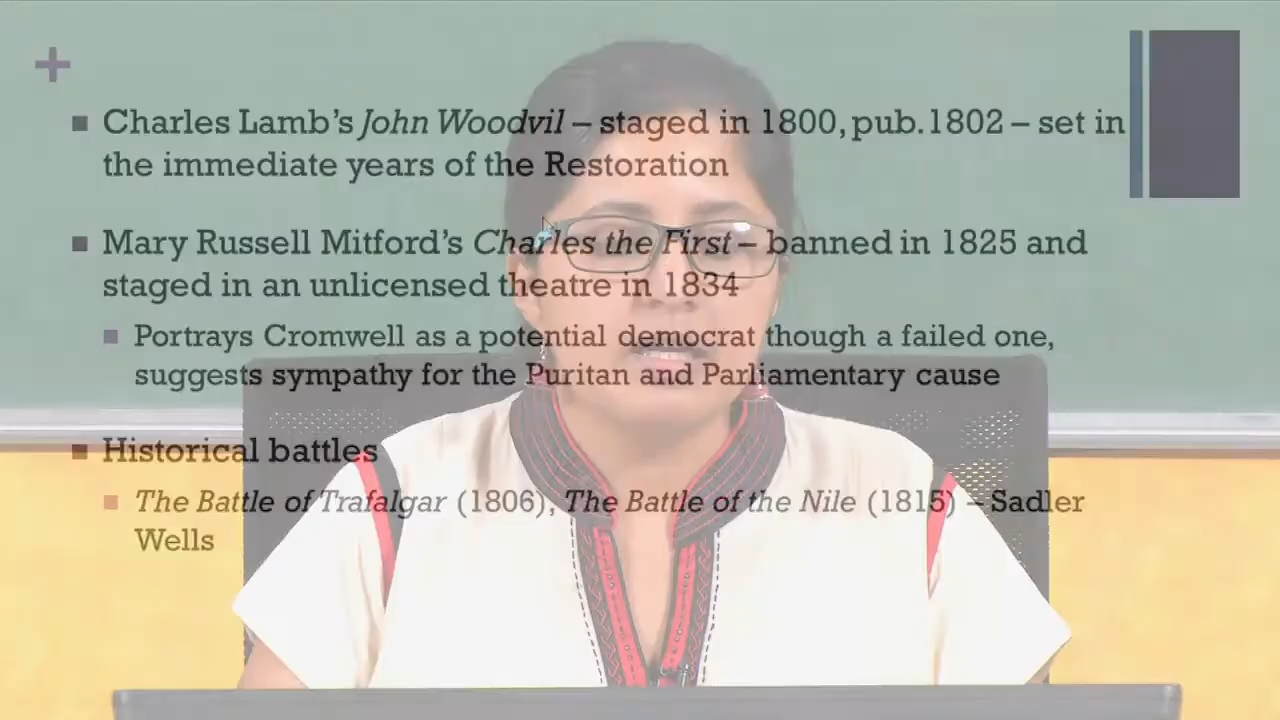 Charles Lamb's John Woodvil – staged in 1800, pub.1802 – set in
the immediate years of the Restoration
Mary Russell Mitford's Charles the First – banned in 1825 and
staged in an unlicensed theatre in 1834
Portrays Cromwell as a potential democrat though a failed one,
suggests sympathy for the Puritan and Parliamentary cause
Historical battles
The Battle of Trafalgar (1806), The Battle of the Nile (1815) – Sadler
Wells